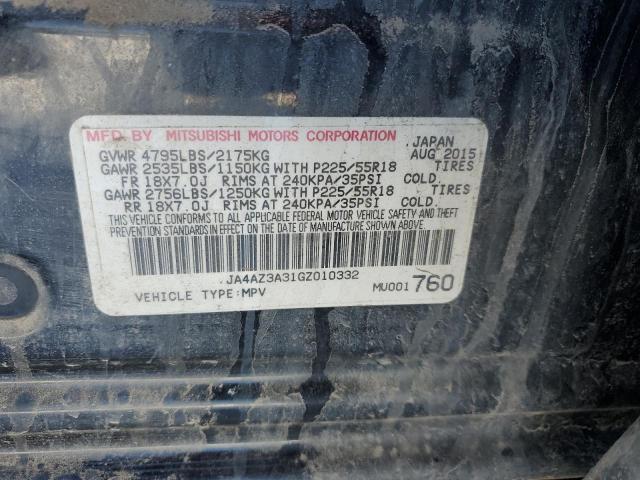 MFD. BY MITSUBISHI MOTORS CORPORATION JAPAN
GVWR 4795LBS/2175KG AUG 2015
GAWR 2535LBS/1150KG WITH P225/55R18 TIRES
FR 18X7.0J RIMS AT 240KPA/35PSI COLD.
GAWR 2756LBS/1250KG WITH P225/55R18 TIRES
RR 18X7.0J RIMS AT 240KPA/35PSI COLD.
THIS VEHICLE CONFORMS TO ALL APPLICABLE FEDERAL MOTOR VEHICLE SAFETY AND THEFT
PREVENTION STANDARDS IN EFFECT ON THE DATE OF MANUFACTURE SHOWN ABOVE.
JA4AZ3A31GZ010332
VEHICLE TYPE:MPV MU001 760